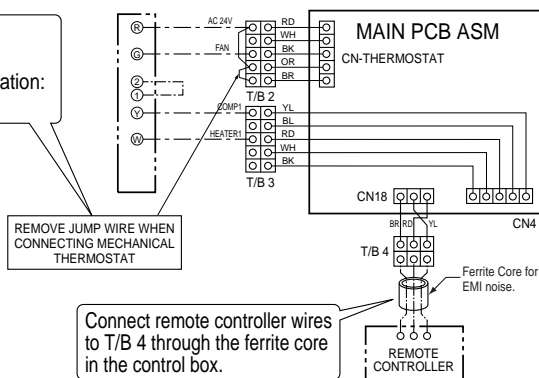 ation:
R
G
2
1
Y
W
AC 24V
FAN
COMP1
HEATER1
RD
WH
BK
OR
BR
T/B 2
YL
BL
RD
WH
BK
T/B 3
MAIN PCB ASM
CN-THERMOSTAT
CN18
CN4
BR RD YL
T/B 4
REMOVE JUMP WIRE WHEN
CONNECTING MECHANICAL
THERMOSTAT
Ferrite Core for
EMI noise.
Connect remote controller wires
to T/B 4 through the ferrite core
in the control box.
REMOTE
CONTROLLER